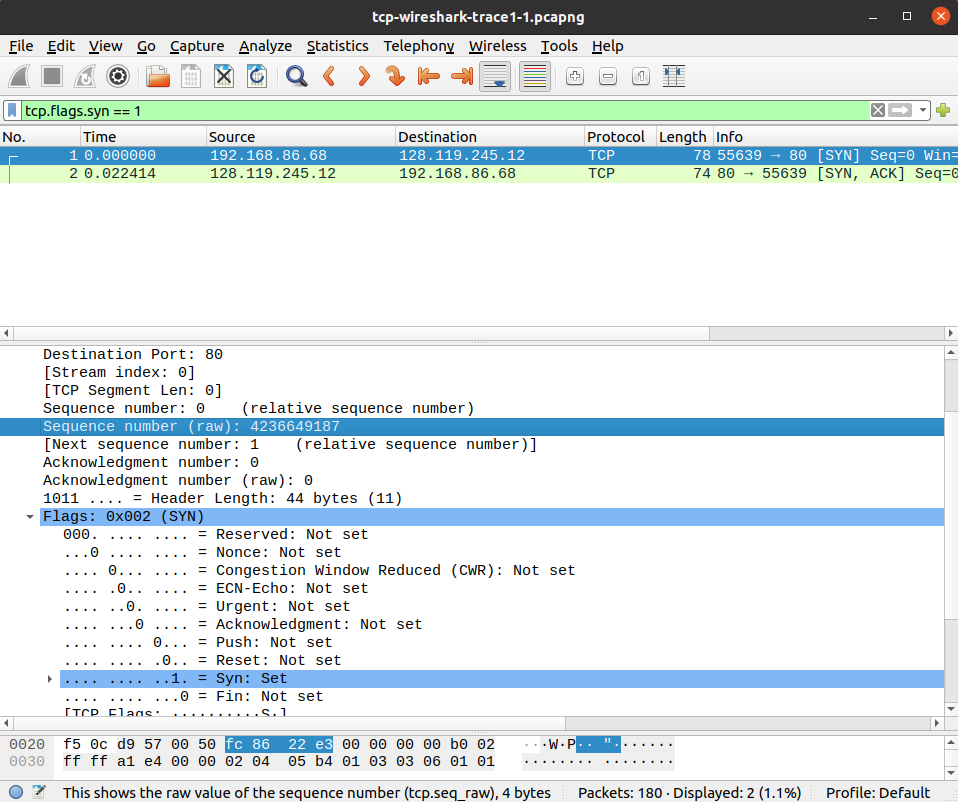 tcp-wireshark-trace1-1.pcapng
File Edit View Go Capture Analyze Statistics Telephony Wireless Tools Help
tcp.flags.syn == 1
No. Time Source Destination Protocol Length Info
1 0.000000 192.168.86.68 128.119.245.12 TCP 78 55639 → 80 [SYN] Seq=0 Win=
2 0.022414 128.119.245.12 192.168.86.68 TCP 74 80 → 55639 [SYN, ACK] Seq=0
Destination Port: 80
[Stream index: 0]
[TCP Segment Len: 0]
Sequence number: 0    (relative sequence number)
Sequence number (raw): 4236649187
[Next sequence number: 1    (relative sequence number)]
Acknowledgment number: 0
Acknowledgment number (raw): 0
1011 .... = Header Length: 44 bytes (11)
Flags: 0x002 (SYN)
000. .... .... = Reserved: Not set
...0 .... .... = Nonce: Not set
.... 0... .... = Congestion Window Reduced (CWR): Not set
.... .0.. .... = ECN-Echo: Not set
.... ..0. .... = Urgent: Not set
.... ...0 .... = Acknowledgment: Not set
.... .... 0... = Push: Not set
.... .... .0.. = Reset: Not set
.... .... ..1. = Syn: Set
.... .... ...0 = Fin: Not set
[TCP Flags: ··········S·]
0020 f5 0c d9 57 00 50 fc 86 22 e3 00 00 00 00 b0 02 ···W·P·· "·······
0030 ff ff a1 e4 00 00 02 04 05 b4 01 03 03 06 01 01 ········ ········
This shows the raw value of the sequence number (tcp.seq_raw), 4 bytes Packets: 180 · Displayed: 2 (1.1%) Profile: Default